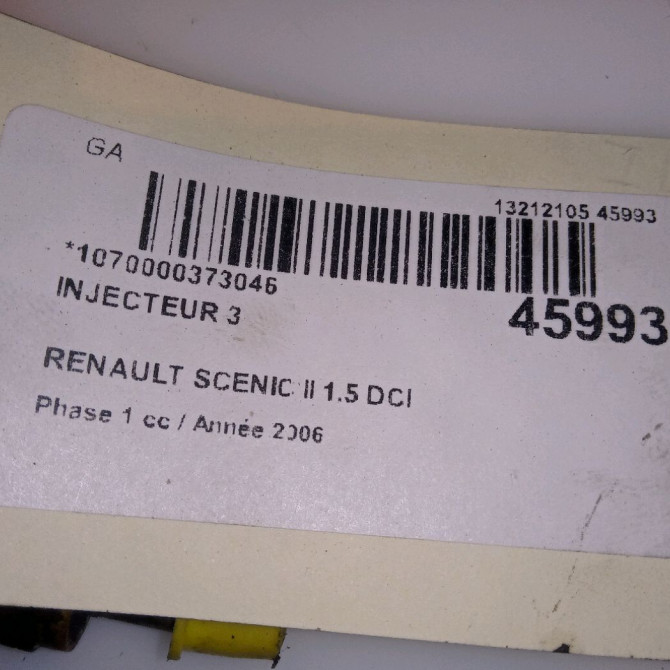 GA
13212105 45993
*1070000373046
45993
INJECTEUR 3
RENAULT SCENIC II 1.5 DCI
Phase 1 cc / Année 2006